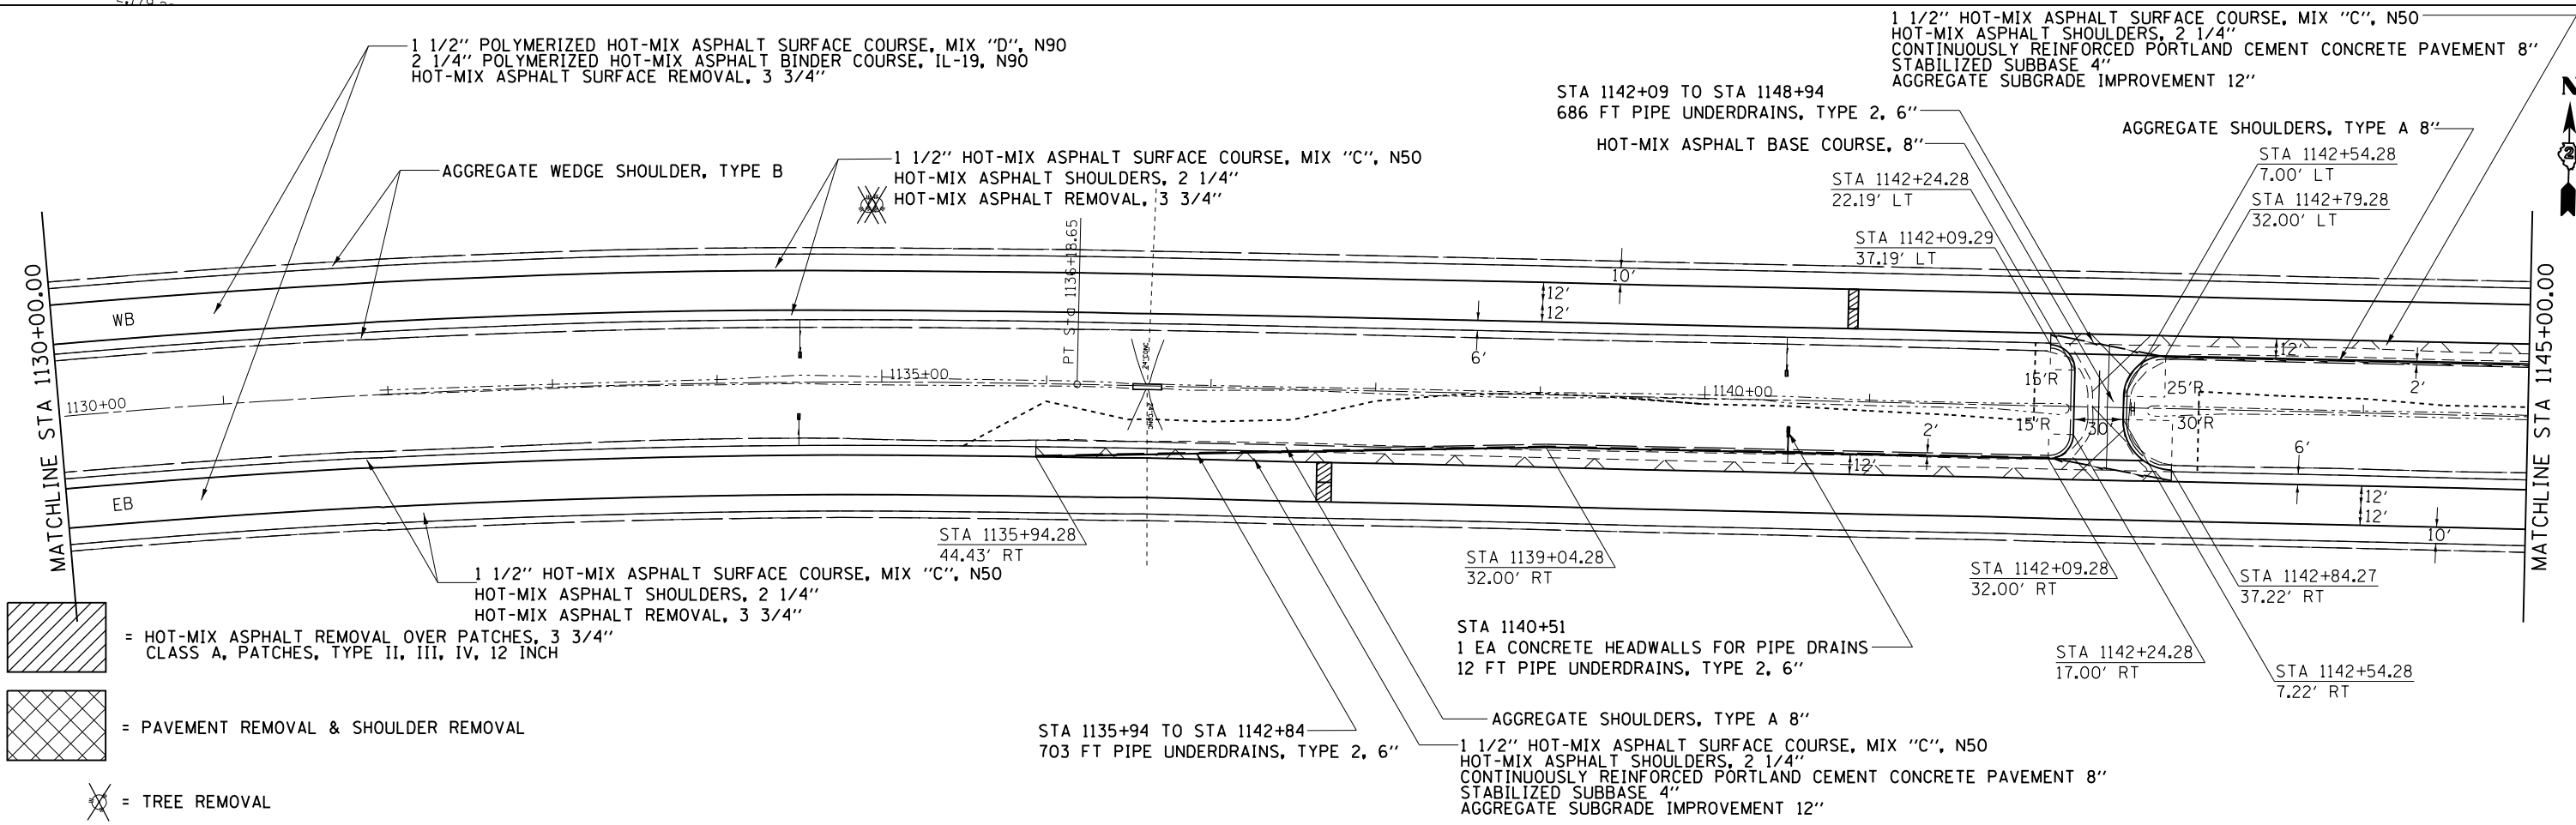 1 1/2" POLYMERIZED HOT-MIX ASPHALT SURFACE COURSE, MIX "D", N90
2 1/4" POLYMERIZED HOT-MIX ASPHALT BINDER COURSE, IL-19, N90
HOT-MIX ASPHALT SURFACE REMOVAL, 3 3/4"
AGGREGATE WEDGE SHOULDER, TYPE B
1 1/2" HOT-MIX ASPHALT SURFACE COURSE, MIX "C", N50
HOT-MIX ASPHALT SHOULDERS, 2 1/4"
HOT-MIX ASPHALT REMOVAL, 3 3/4"
1 1/2" HOT-MIX ASPHALT SURFACE COURSE, MIX "C", N50
HOT-MIX ASPHALT SHOULDERS, 2 1/4"
CONTINUOUSLY REINFORCED PORTLAND CEMENT CONCRETE PAVEMENT 8"
STABILIZED SUBBASE 4"
AGGREGATE SUBGRADE IMPROVEMENT 12"
N
2
STA 1142+09 TO STA 1148+94
686 FT PIPE UNDERDRAINS, TYPE 2, 6"
HOT-MIX ASPHALT BASE COURSE, 8"
AGGREGATE SHOULDERS, TYPE A 8"
STA 1142+54.28
7.00' LT
STA 1142+24.28
22.19' LT
STA 1142+79.28
32.00' LT
STA 1142+09.29
37.19' LT
MATCHLINE STA 1130+00.00
WB
1130+00
EB
PT Sta 1136+18.65
1135+00
1140+00
10'
12'
12'
6'
15'R
15'R
30'
25'R
30'R
12'
2'
2'
12'
6'
12'
12'
10'
MATCHLINE STA 1145+00.00
STA 1135+94.28
44.43' RT
STA 1139+04.28
32.00' RT
STA 1142+09.28
32.00' RT
STA 1142+84.27
37.22' RT
STA 1142+24.28
17.00' RT
STA 1142+54.28
7.22' RT
1 1/2" HOT-MIX ASPHALT SURFACE COURSE, MIX "C", N50
HOT-MIX ASPHALT SHOULDERS, 2 1/4"
HOT-MIX ASPHALT REMOVAL, 3 3/4"
STA 1140+51
1 EA CONCRETE HEADWALLS FOR PIPE DRAINS
12 FT PIPE UNDERDRAINS, TYPE 2, 6"
STA 1135+94 TO STA 1142+84
703 FT PIPE UNDERDRAINS, TYPE 2, 6"
AGGREGATE SHOULDERS, TYPE A 8"
1 1/2" HOT-MIX ASPHALT SURFACE COURSE, MIX "C", N50
HOT-MIX ASPHALT SHOULDERS, 2 1/4"
CONTINUOUSLY REINFORCED PORTLAND CEMENT CONCRETE PAVEMENT 8"
STABILIZED SUBBASE 4"
AGGREGATE SUBGRADE IMPROVEMENT 12"
= HOT-MIX ASPHALT REMOVAL OVER PATCHES, 3 3/4"
CLASS A, PATCHES, TYPE II, III, IV, 12 INCH
= PAVEMENT REMOVAL & SHOULDER REMOVAL
= TREE REMOVAL